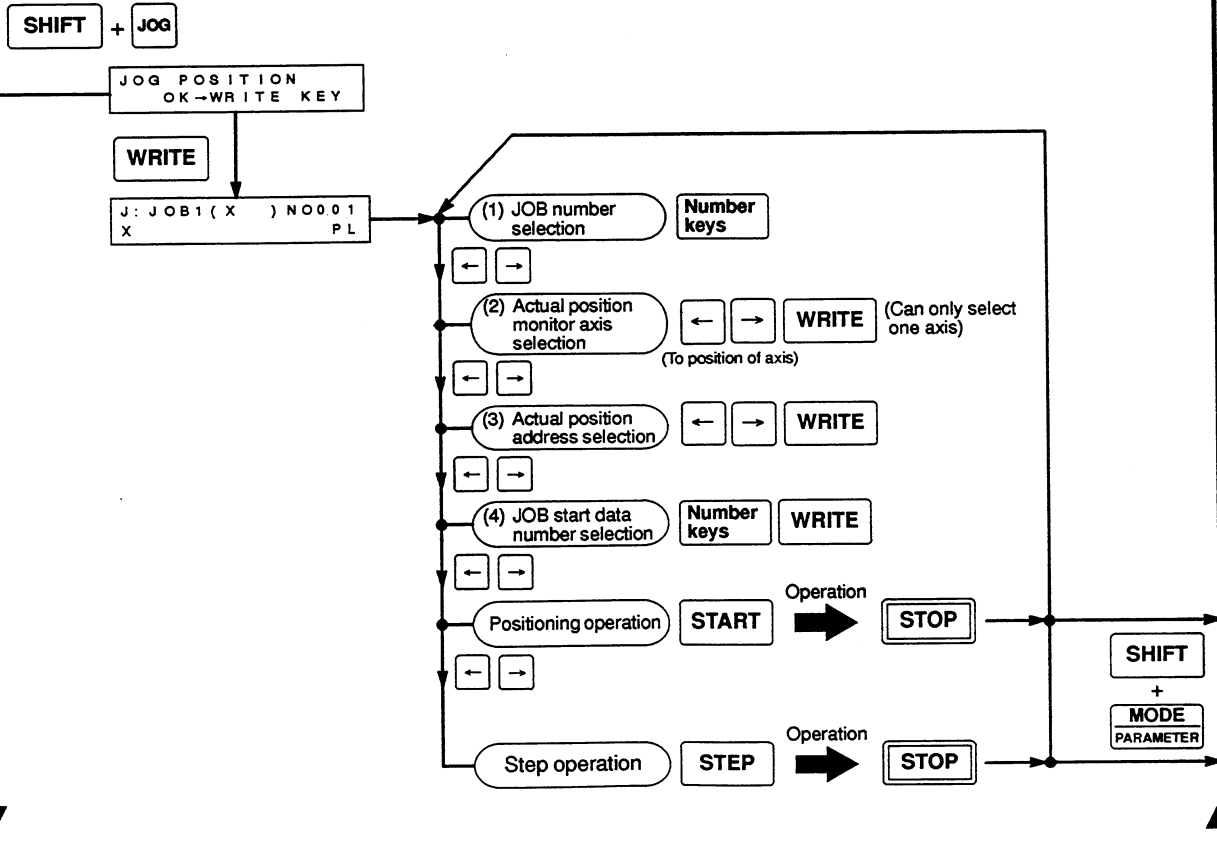 SHIFT + JOG
JOG POSITION
OK→WRITE KEY
WRITE
J: JOB1 ( X ) NO0.01
X PL
(1) JOB number
selection
Number
keys
← →
(2) Actual position
monitor axis
selection
← → WRITE
(Can only select
one axis)
(To position of axis)
← →
(3) Actual position
address selection
← → WRITE
← →
(4) JOB start data
number selection
Number
keys
WRITE
← →
Positioning operation
START
Operation
STOP
SHIFT
+
MODE
PARAMETER
← →
Step operation
STEP
Operation
STOP